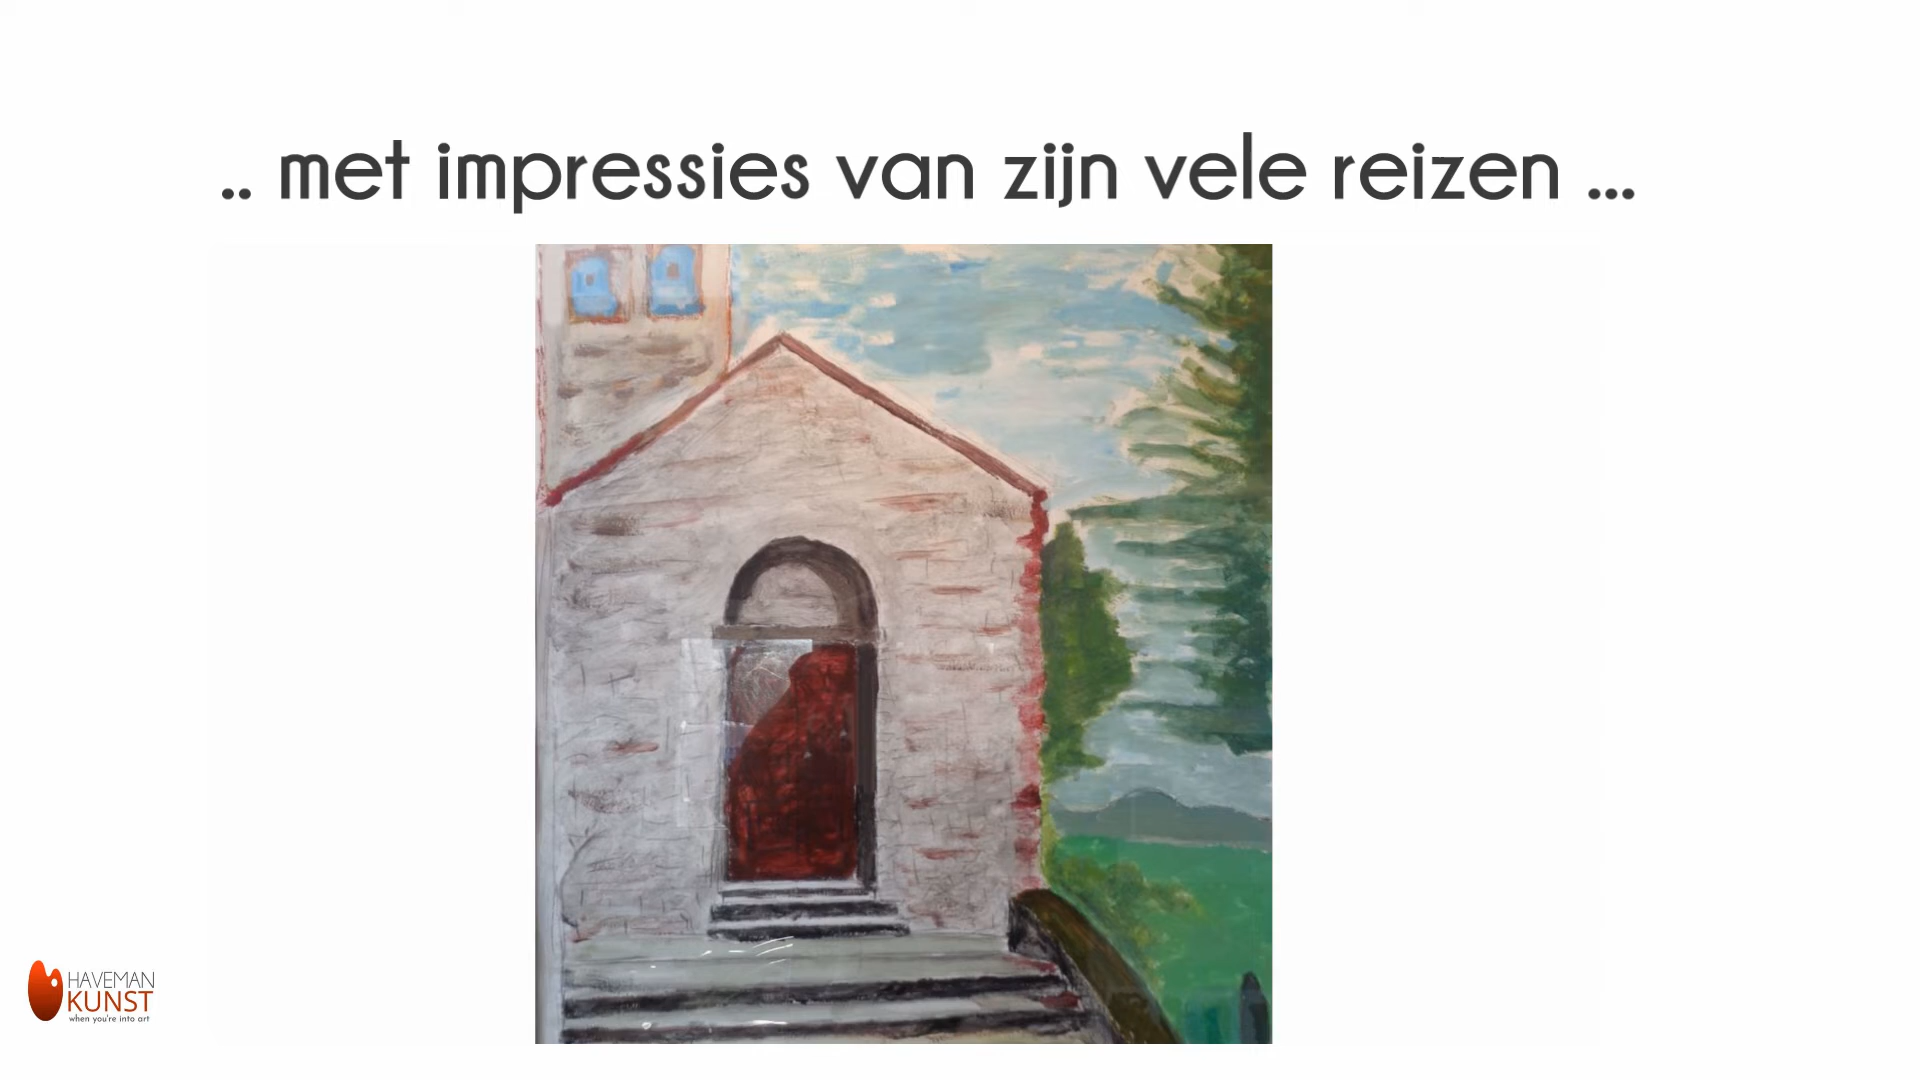 .. met impressies van zijn vele reizen ...
HAVEMAN
KUNST
when you're into art